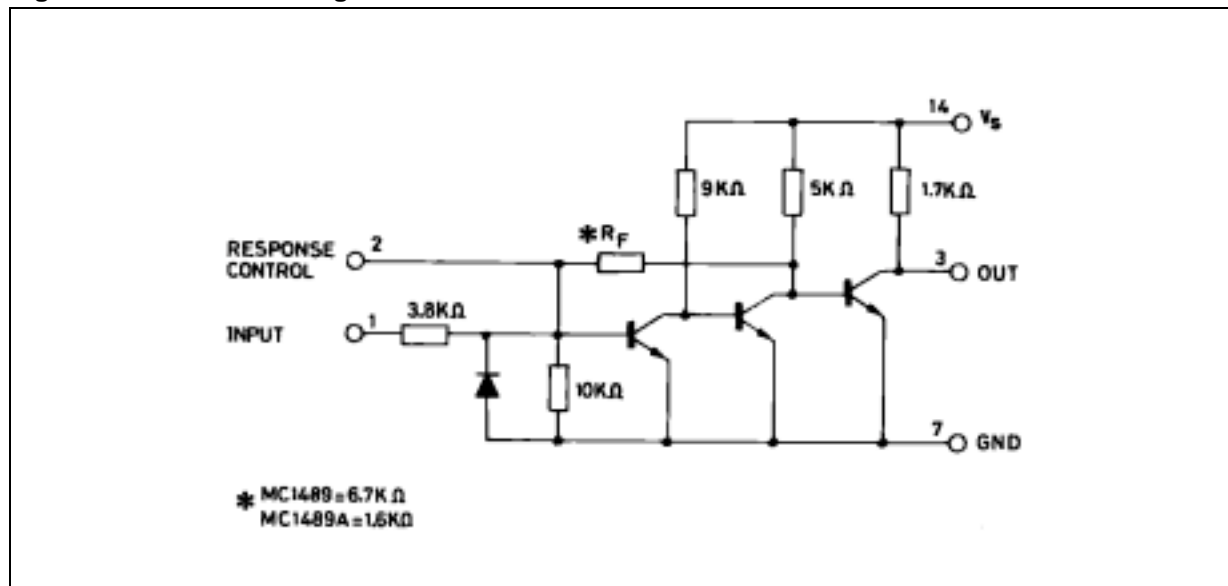 14 Vs
9KΩ 5KΩ 1.7KΩ
*RF
RESPONSE 2
CONTROL
3 OUT
3.8KΩ
INPUT 1
10KΩ
7 GND
* MC1489=6.7KΩ
MC1489A=1.6KΩ